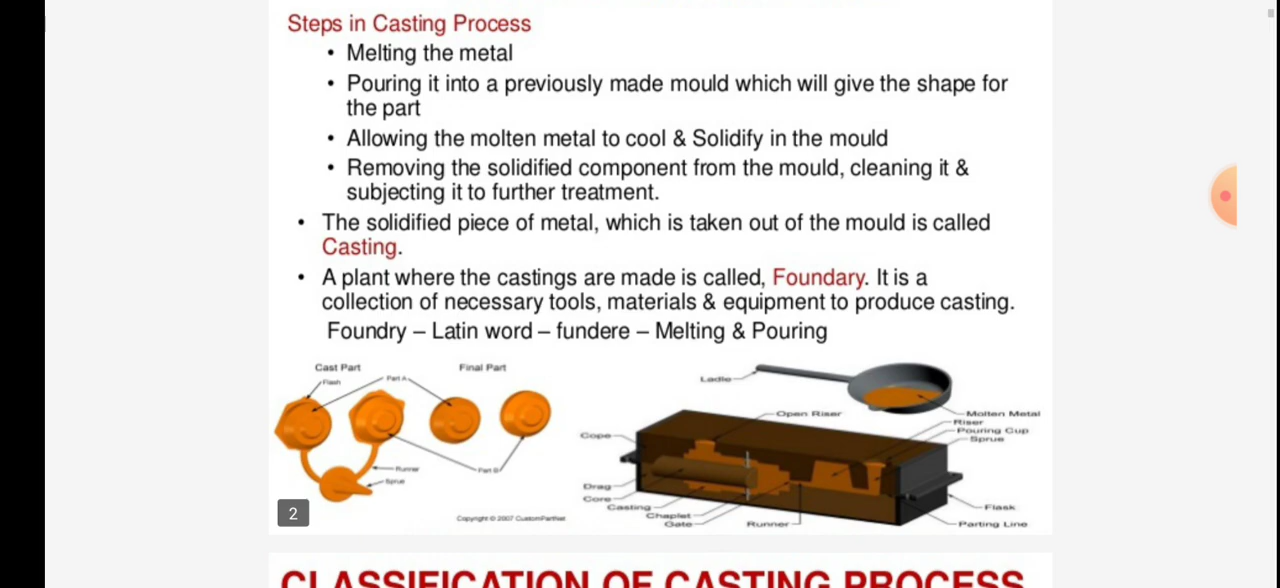 Steps in Casting Process
• Melting the metal
• Pouring it into a previously made mould which will give the shape for
the part
• Allowing the molten metal to cool & Solidify in the mould
• Removing the solidified component from the mould, cleaning it &
subjecting it to further treatment.
• The solidified piece of metal, which is taken out of the mould is called
Casting.
• A plant where the castings are made is called, Foundary. It is a
collection of necessary tools, materials & equipment to produce casting.
Foundry – Latin word – fundere – Melting & Pouring
Cast Part
Final Part
Flash
Part A
Runner
Sprue
Part B
Copyright © 2007 CustomPartNet
Ladle
Open Riser
Molten Metal
Riser
Pouring Cup
Sprue
Cope
Drag
Core
Casting
Chaplet
Gate
Runner
Flask
Parting Line
2
CLASSIFICATION OF CASTING PROCESS